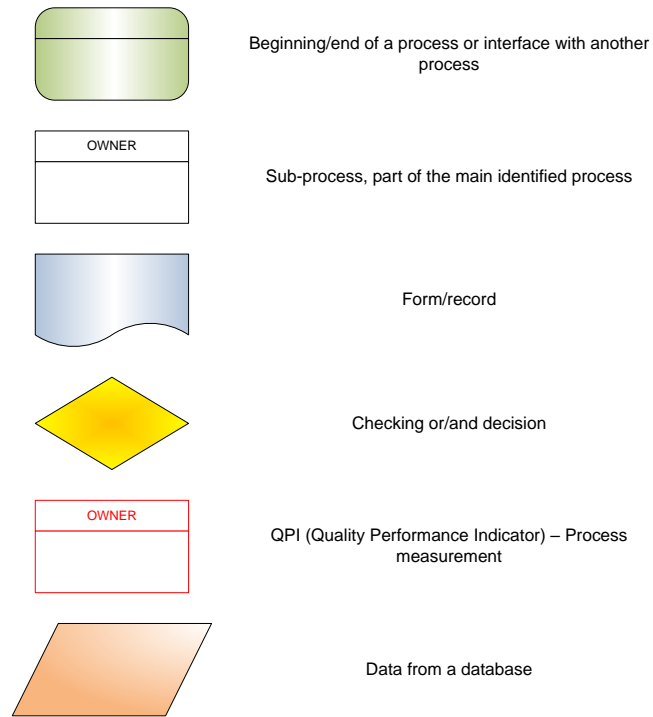 Beginning/end of a process or interface with another
process
OWNER
Sub-process, part of the main identified process
Form/record
Checking or/and decision
OWNER
QPI (Quality Performance Indicator) – Process
measurement
Data from a database